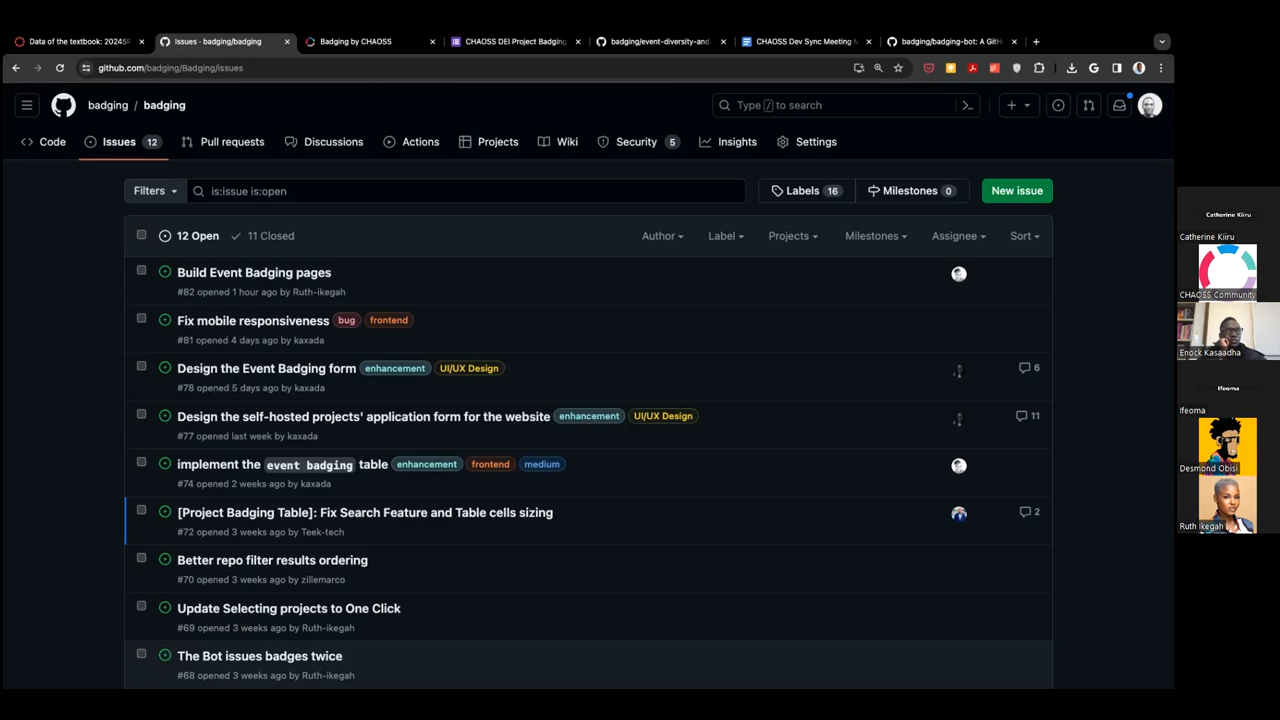 Data of the textbook: 2024SP
Issues · badging/badging
Badging by CHAOSS
CHAOSS DEI Project Badging
badging/event-diversity-and-
CHAOSS Dev Sync Meeting M
badging/badging-bot: A GitH
github.com/badging/Badging/issues
badging / badging
Type / to search
Code
Issues 12
Pull requests
Discussions
Actions
Projects
Wiki
Security 5
Insights
Settings
Filters
is:issue is:open
Labels 16
Milestones 0
New issue
12 Open
11 Closed
Author
Label
Projects
Milestones
Assignee
Sort
Build Event Badging pages
#82 opened 1 hour ago by Ruth-ikegah
Fix mobile responsiveness bug frontend
#81 opened 4 days ago by kaxada
Design the Event Badging form enhancement UI/UX Design 6
#78 opened 5 days ago by kaxada
Design the self-hosted projects' application form for the website enhancement UI/UX Design 11
#77 opened last week by kaxada
implement the event badging table enhancement frontend medium
#74 opened 2 weeks ago by kaxada
[Project Badging Table]: Fix Search Feature and Table cells sizing 2
#72 opened 3 weeks ago by Teek-tech
Better repo filter results ordering
#70 opened 3 weeks ago by zillemarco
Update Selecting projects to One Click
#69 opened 3 weeks ago by Ruth-ikegah
The Bot issues badges twice
#68 opened 3 weeks ago by Ruth-ikegah
Catherine Kiiru
Catherine Kiiru
CHAOSS Community
Enock Kasaadha
Ifeoma
Ifeoma
Desmond Obisi
Ruth Ikegah